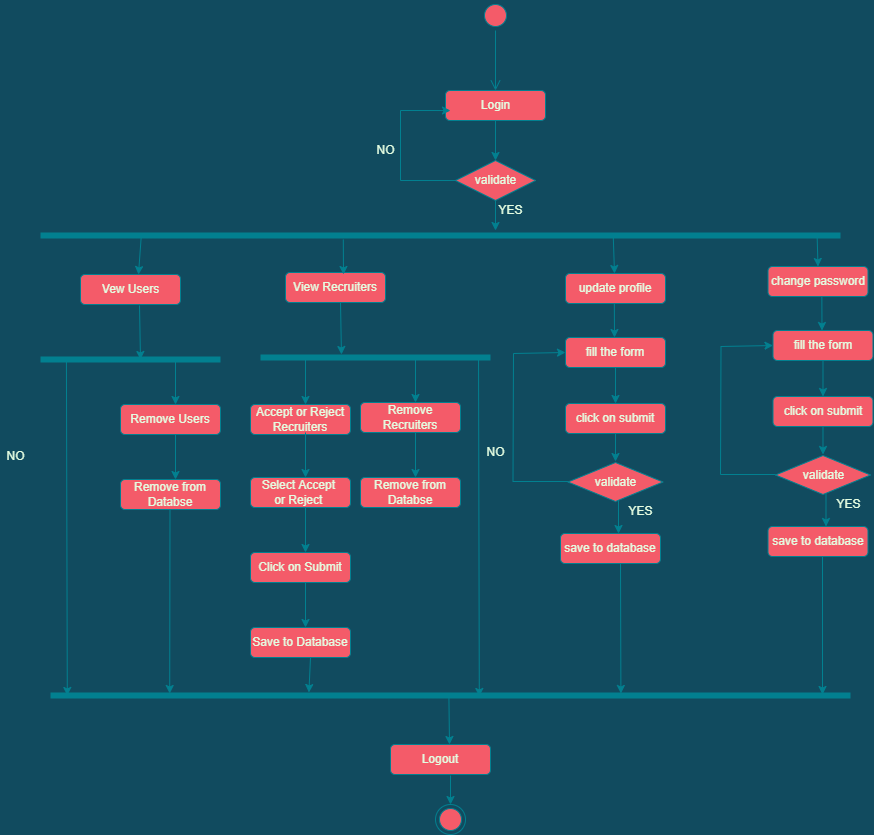 Login
NO
validate
YES
Vew Users
View Recruiters
update profile
change password
fill the form
fill the form
Remove Users
Accept or Reject
Recruiters
Remove
Recruiters
click on submit
click on submit
NO
NO
Remove from
Databse
Select Accept
or Reject
Remove from
Databse
validate
validate
YES
YES
save to database
save to database
Click on Submit
Save to Database
Logout